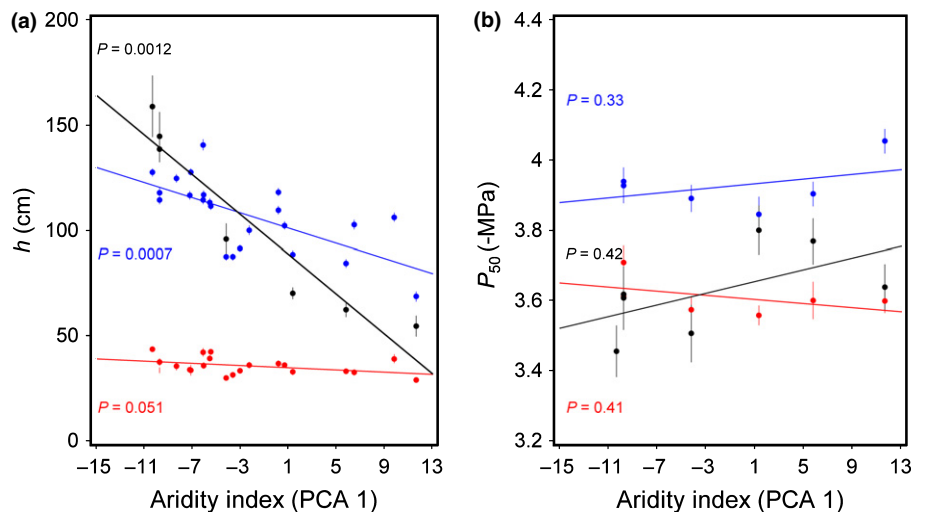 (a)
200
150
100
50
0
h (cm)
P = 0.0012
P = 0.0007
P = 0.051
–15 –11 –7 –3 1 5 9 13
Aridity index (PCA 1)
(b)
4.4
4.2
4
3.8
3.6
3.4
3.2
P50 (-MPa)
P = 0.33
P = 0.42
P = 0.41
–15 –11 –7 –3 1 5 9 13
Aridity index (PCA 1)